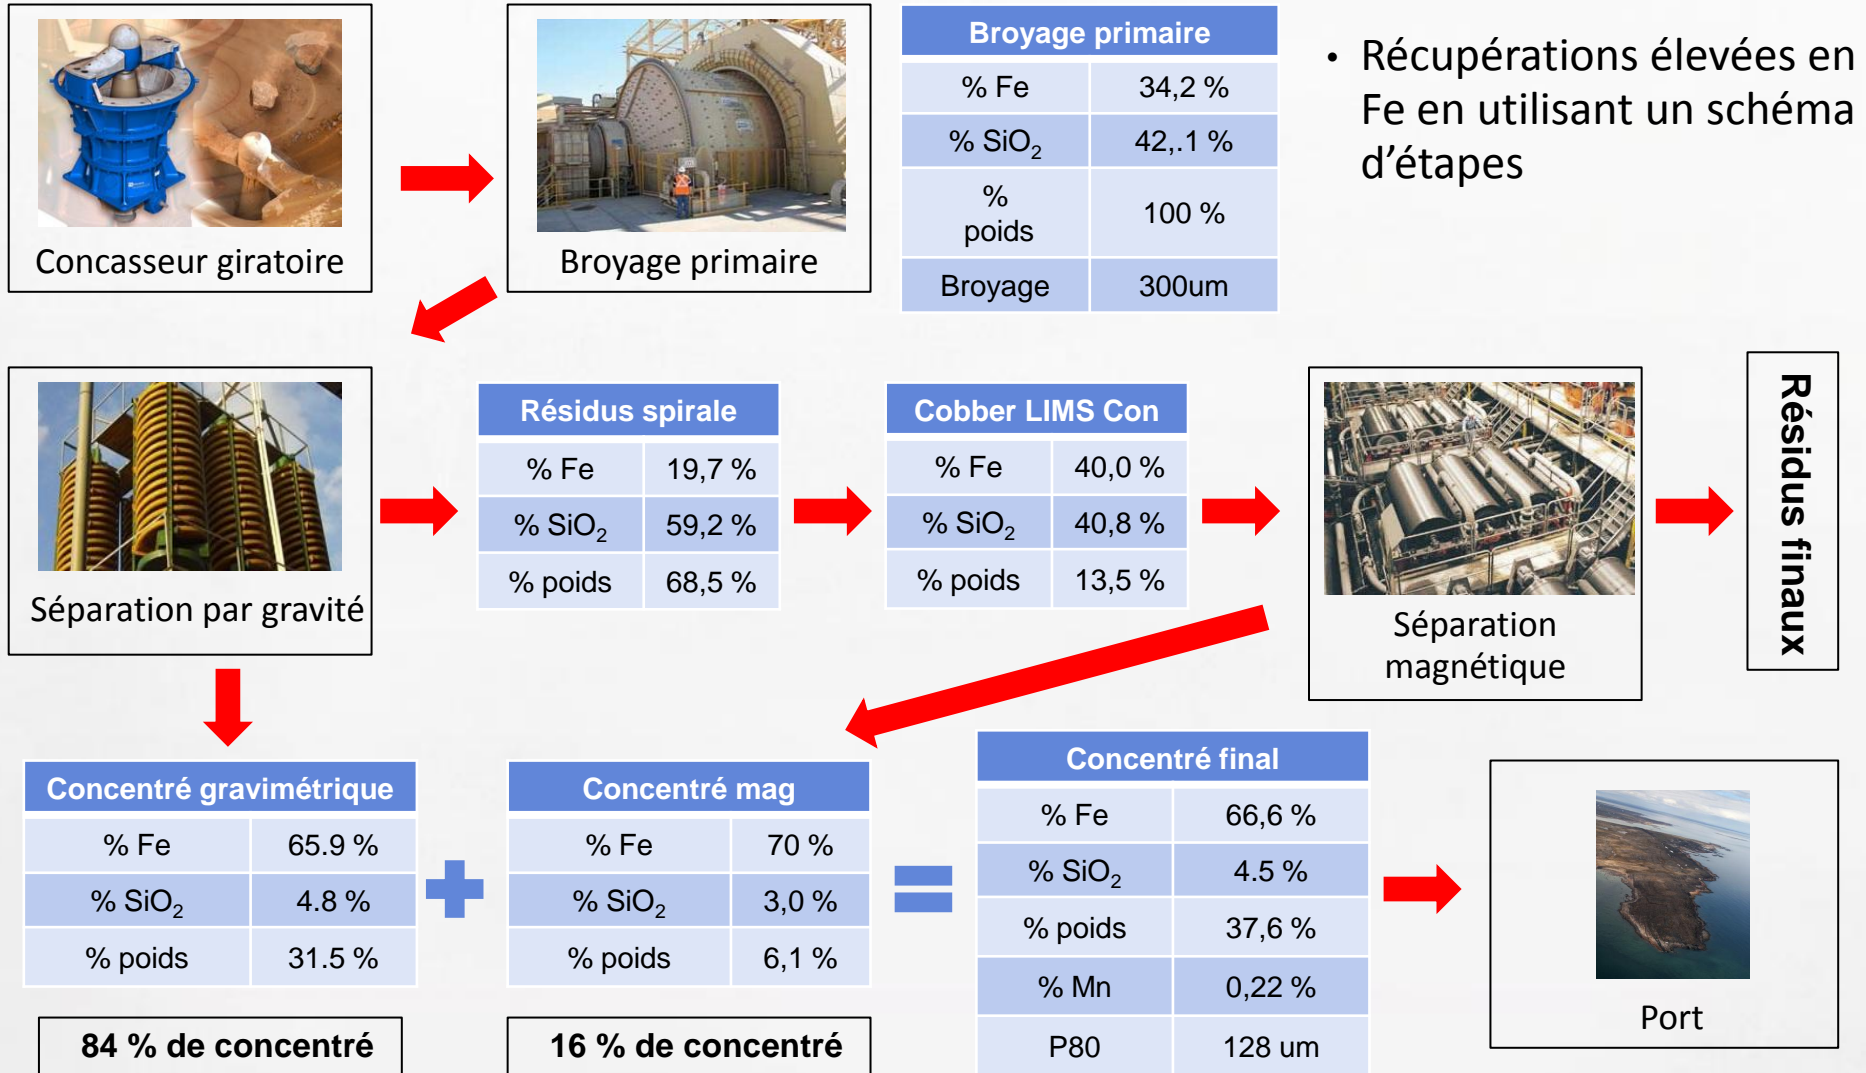 Concasseur giratoire
Broyage primaire
Broyage primaire
% Fe 34,2 %
% SiO₂ 42,.1 %
%
poids 100 %
Broyage 300um
• Récupérations élevées en
Fe en utilisant un schéma
d’étapes
Séparation par gravité
Résidus spirale
% Fe 19,7 %
% SiO₂ 59,2 %
% poids 68,5 %
Cobber LIMS Con
% Fe 40,0 %
% SiO₂ 40,8 %
% poids 13,5 %
Séparation
magnétique
Résidus finaux
Concentré gravimétrique
% Fe 65.9 %
% SiO₂ 4.8 %
% poids 31.5 %
84 % de concentré
Concentré mag
% Fe 70 %
% SiO₂ 3,0 %
% poids 6,1 %
16 % de concentré
Concentré final
% Fe 66,6 %
% SiO₂ 4.5 %
% poids 37,6 %
% Mn 0,22 %
P80 128 um
Port